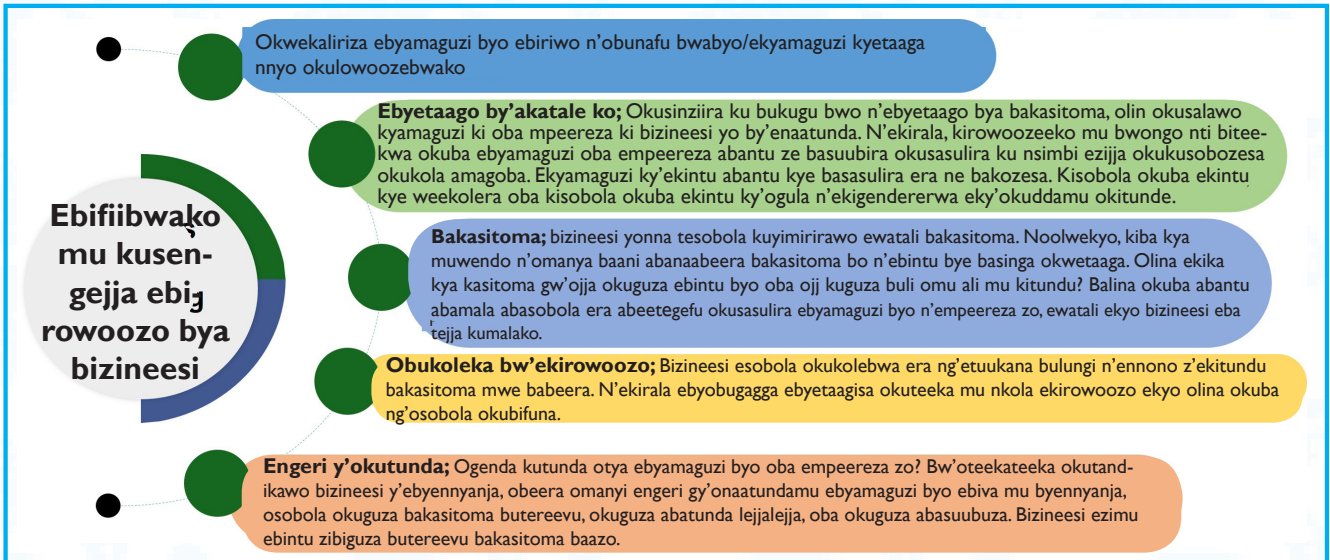 Okwekaliriza ebyamaguzi byo ebiriwo n'obunafu bwabyo/ekyamaguzi kyetaaga
nnyo okulowoozebwako
Ebyetaago by'akatale ko; Okusinziira ku bukugu bwo n'ebyetaago bya bakasitoma, olin okusalawo
kyamaguzi ki oba mpeereza ki bizineesi yo by'enaatunda. N'ekirala, kirowoozeeko mu bwongo nti bitee-
kwa okuba ebyamaguzi oba empeereza abantu ze basuubira okusasulira ku nsimbi ezijja okukusobozesa
okukola amagoba. Ekyamaguzi ky'ekintu abantu kye basasulira era ne bakozesa. Kisobola okuba ekintu
kye weekolera oba kisobola okuba ekintu ky'ogula n'ekigendererwa eky'okuddamu okitunde.
Ebifiibwako
mu kusen-
gejja ebi
rowoozo bya
bizineesi
Bakasitoma; bizineesi yonna tesobola kuyimirirawo ewatali bakasitoma. Noolwekyo, kiba kya
muwendo n'omanya baani abanaabeera bakasitoma bo n'ebintu bye basinga okwetaaga. Olina ekika
kya kasitoma gw'ojja okuguza ebintu byo oba ojj kuguza buli omu ali mu kitundu? Balina okuba abantu
abamala abasobola era abeetegefu okusasulira ebyamaguzi byo n'empeereza zo, ewatali ekyo bizineesi eba
tejja kumalako.
Obukoleka bw'ekirowoozo; Bizineesi esobola okukolebwa era ng'etuukana bulungi n'ennono z'ekitundu
bakasitoma mwe babeera. N'ekirala ebyobugagga ebyetaagisa okuteeka mu nkola ekirowoozo ekyo olina okuba
ng'osobola okubifuna.
Engeri y'okutunda; Ogenda kutunda otya ebyamaguzi byo oba empeereza zo? Bw'oteekateeka okutand-
ikawo bizineesi y'ebyennyanja, obeera omanyi engeri gy'onaatundamu ebyamaguzi byo ebiva mu byennyanja,
osobola okuguza bakasitoma butereevu, okuguza abatunda lejjalejja, oba okuguza abasuubuza. Bizineesi ezimu
ebintu zibiguza butereevu bakasitoma baazo.